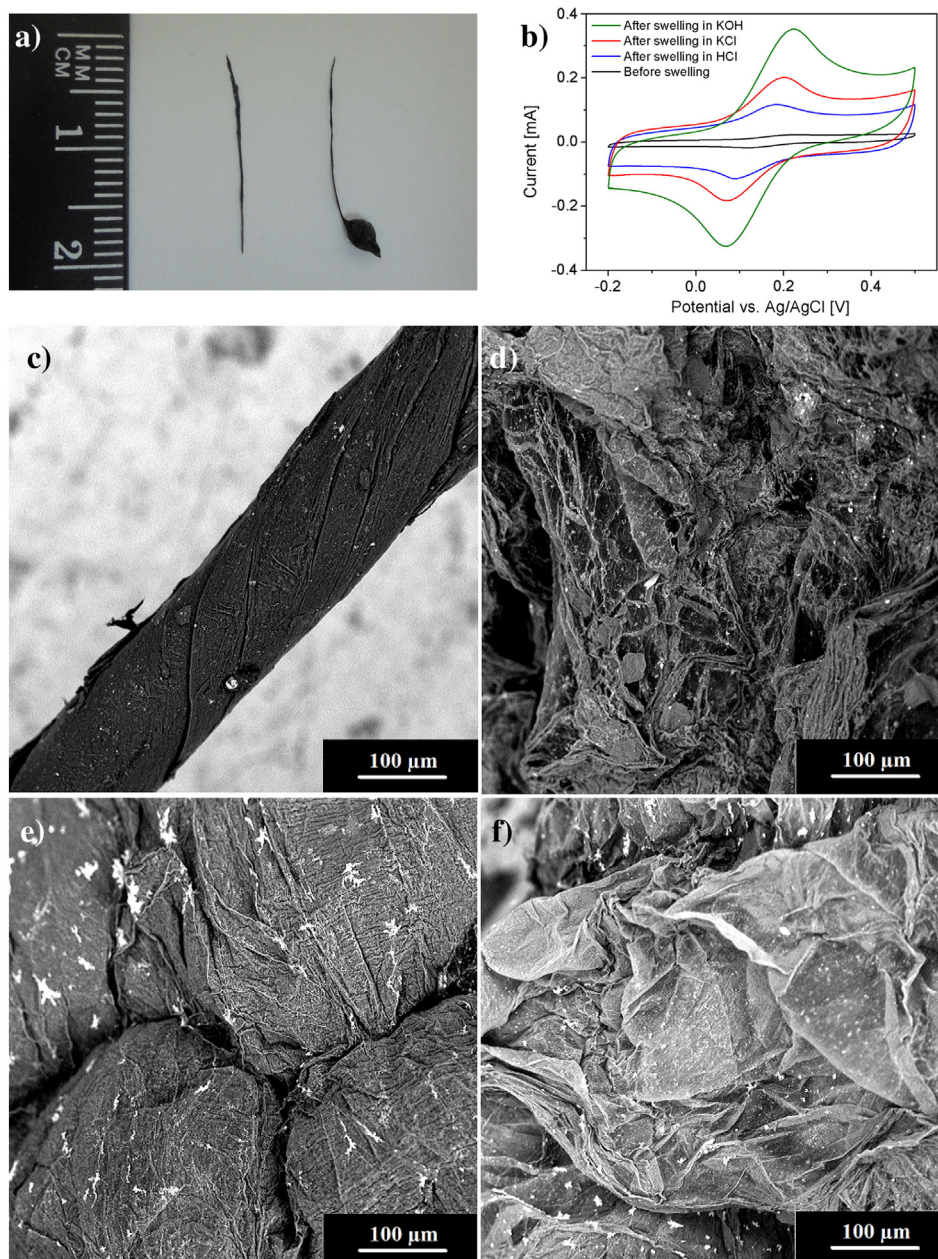 a)
MM
CM
1
2
b)
0.4
0.2
0.0
-0.2
-0.4
After swelling in KOH
After swelling in KCl
After swelling in HCl
Before swelling
Current [mA]
-0.2 0.0 0.2 0.4
Potential vs. Ag/AgCl [V]
c)
100 µm
d)
100 µm
e)
100 µm
f)
100 µm